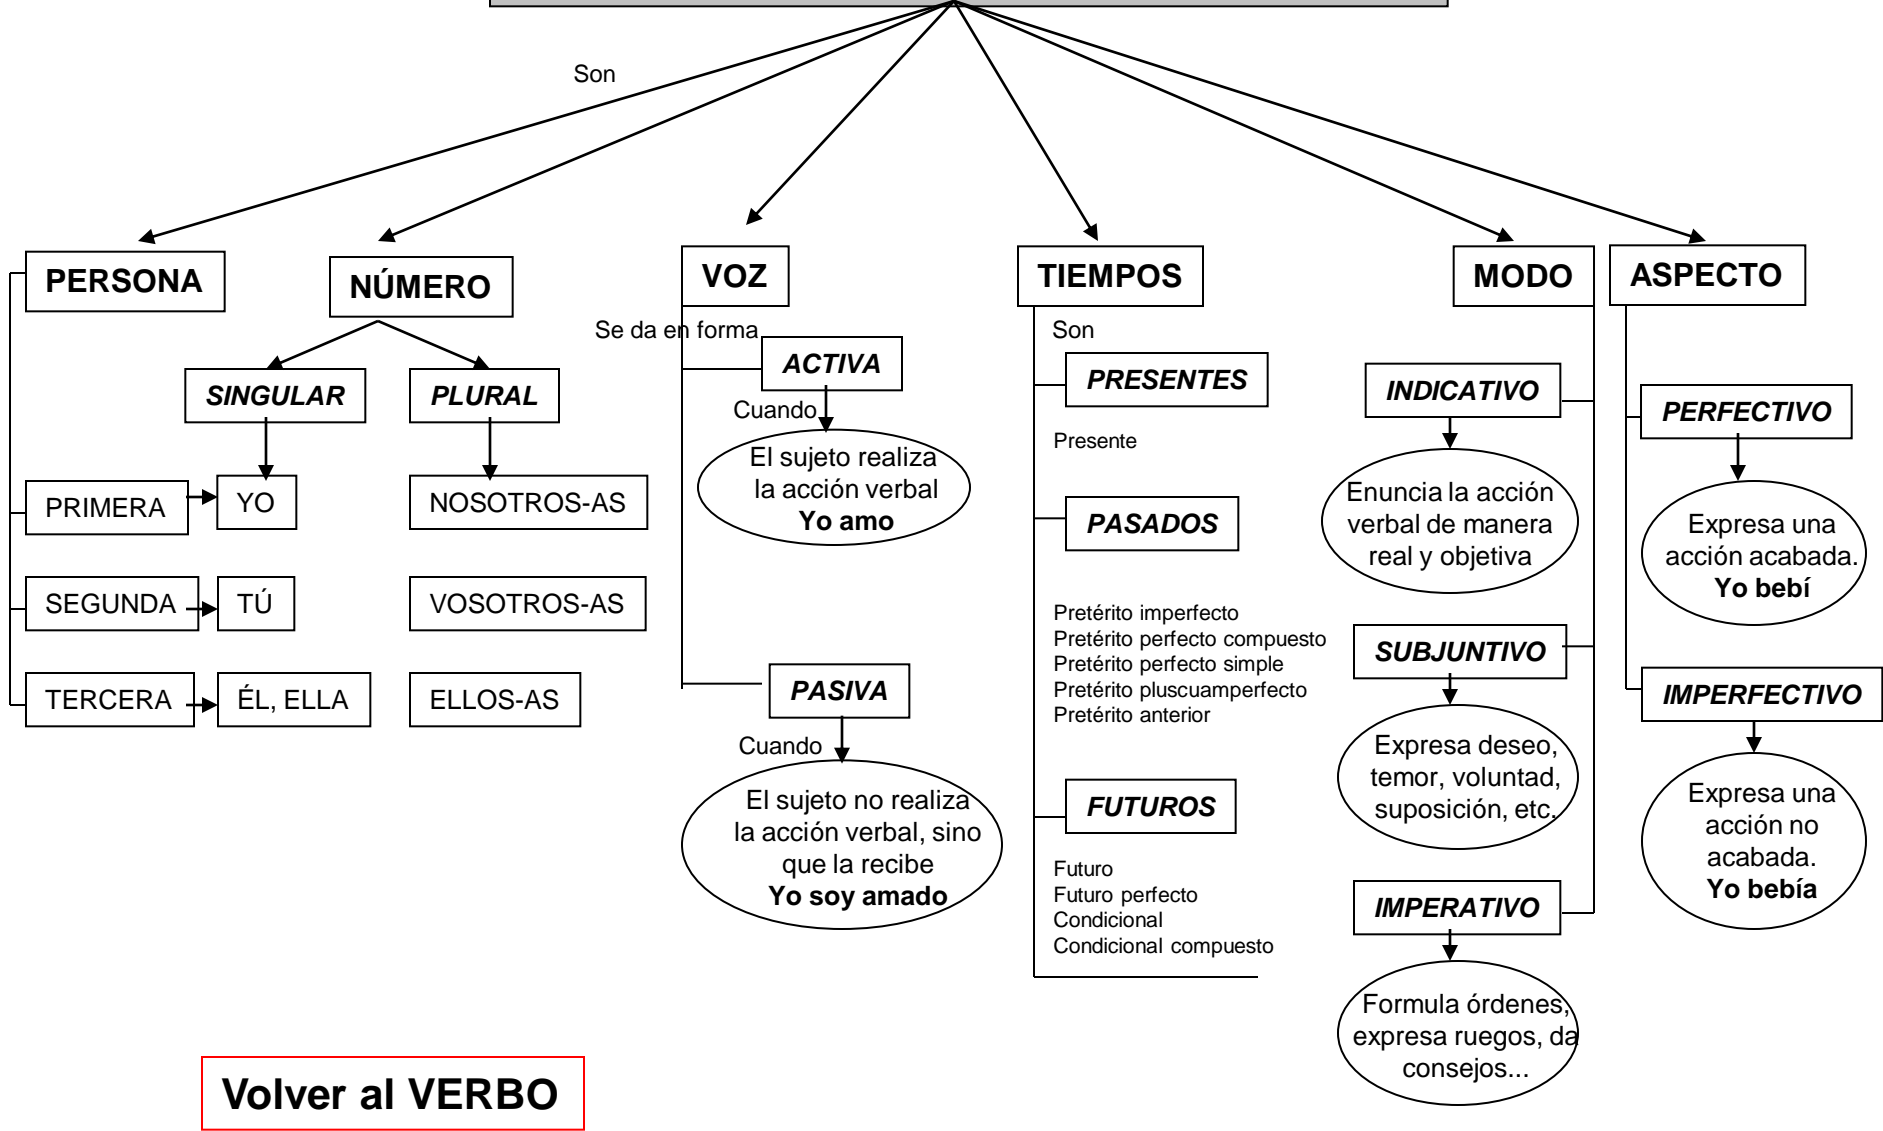 Son
PERSONA
NÚMERO
SINGULAR
PLURAL
PRIMERA
YO
NOSOTROS-AS
SEGUNDA
TÚ
VOSOTROS-AS
TERCERA
ÉL, ELLA
ELLOS-AS
VOZ
Se da en forma
ACTIVA
Cuando
El sujeto realiza
la acción verbal
Yo amo
PASIVA
Cuando
El sujeto no realiza
la acción verbal, sino
que la recibe
Yo soy amado
TIEMPOS
Son
PRESENTES
Presente
PASADOS
Pretérito imperfecto
Pretérito perfecto compuesto
Pretérito perfecto simple
Pretérito pluscuamperfecto
Pretérito anterior
FUTUROS
Futuro
Futuro perfecto
Condicional
Condicional compuesto
MODO
INDICATIVO
Enuncia la acción
verbal de manera
real y objetiva
SUBJUNTIVO
Expresa deseo,
temor, voluntad,
suposición, etc.
IMPERATIVO
Formula órdenes,
expresa ruegos, da
consejos...
ASPECTO
PERFECTIVO
Expresa una
acción acabada.
Yo bebí
IMPERFECTIVO
Expresa una
acción no
acabada.
Yo bebía
Volver al VERBO